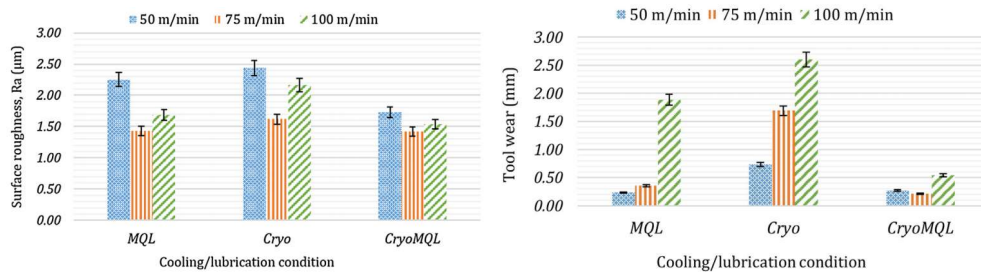 50 m/min 75 m/min 100 m/min
Surface roughness, Ra (µm)
3.00
2.50
2.00
1.50
1.00
0.50
0.00
MQL Cryo CryoMQL
Cooling/lubrication condition
50 m/min 75 m/min 100 m/min
Tool wear (mm)
3.00
2.50
2.00
1.50
1.00
0.50
0.00
MQL Cryo CryoMQL
Cooling/lubrication condition